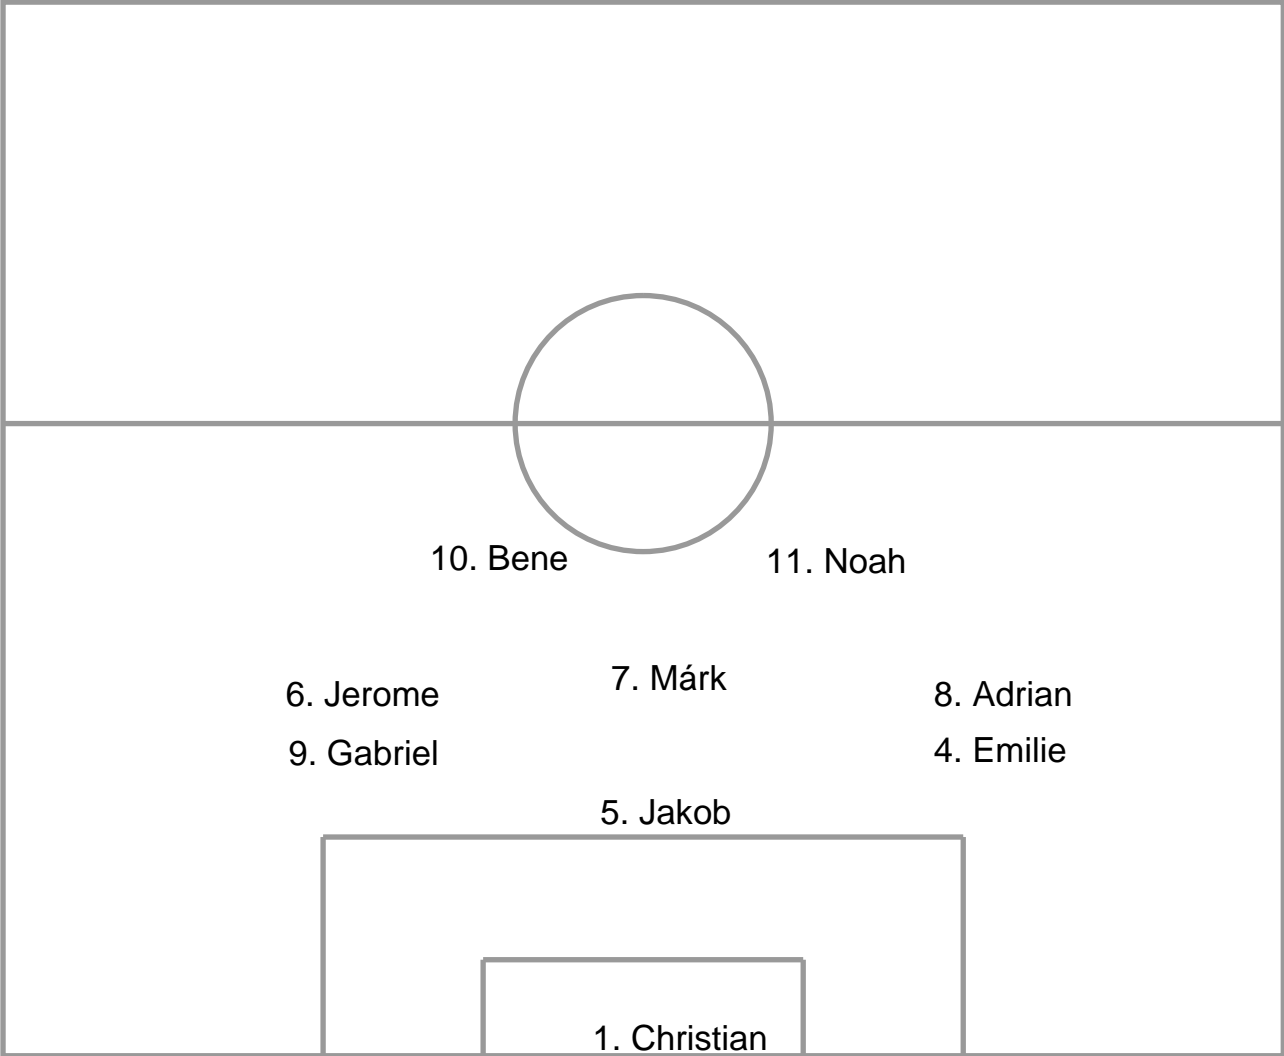 10. Bene
11. Noah
7. Márk
6. Jerome
8. Adrian
9. Gabriel
4. Emilie
5. Jakob
1. Christian